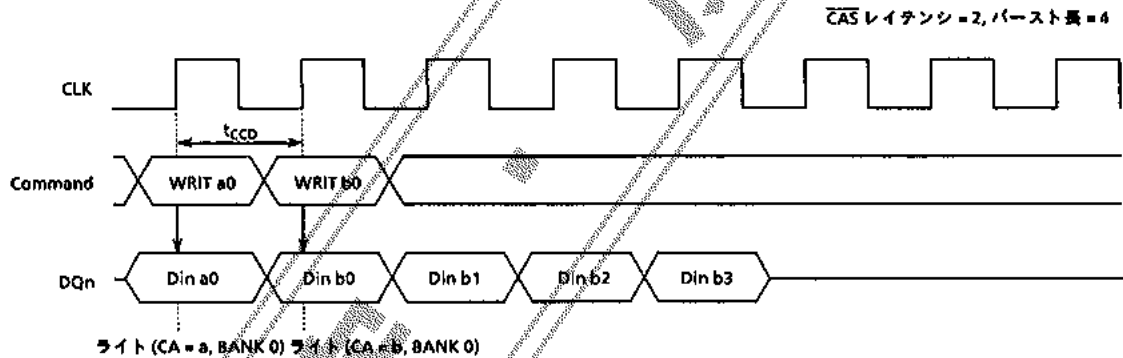 CAS レイテンシ = 2, バースト長 = 4
CLK
tCCD
Command WRIT a0 WRIT b0
DQn Din a0 Din b0 Din b1 Din b2 Din b3
ライト (CA = a, BANK 0) ライト (CA = b, BANK 0)